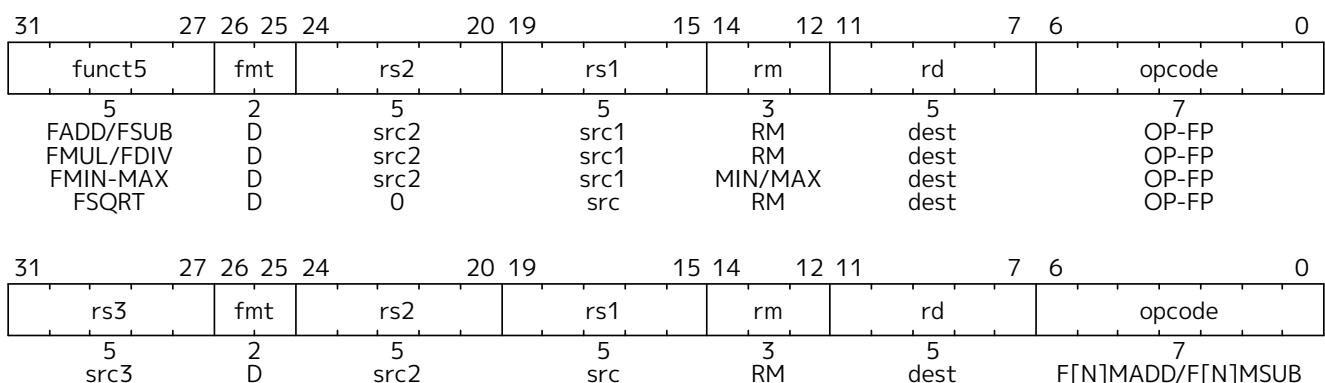 31 27 26 25 24 20 19 15 14 12 11 7 6 0
funct5 fmt rs2 rs1 rm rd opcode
5 2 5 5 3 5 7
FADD/FSUB D src2 src1 RM dest OP-FP
FMUL/FDIV D src2 src1 RM dest OP-FP
FMIN-MAX D src2 src1 MIN/MAX dest OP-FP
FSQRT D 0 src RM dest OP-FP
31 27 26 25 24 20 19 15 14 12 11 7 6 0
rs3 fmt rs2 rs1 rm rd opcode
5 2 5 5 3 5 7
src3 D src2 src RM dest F[N]MADD/F[N]MSUB